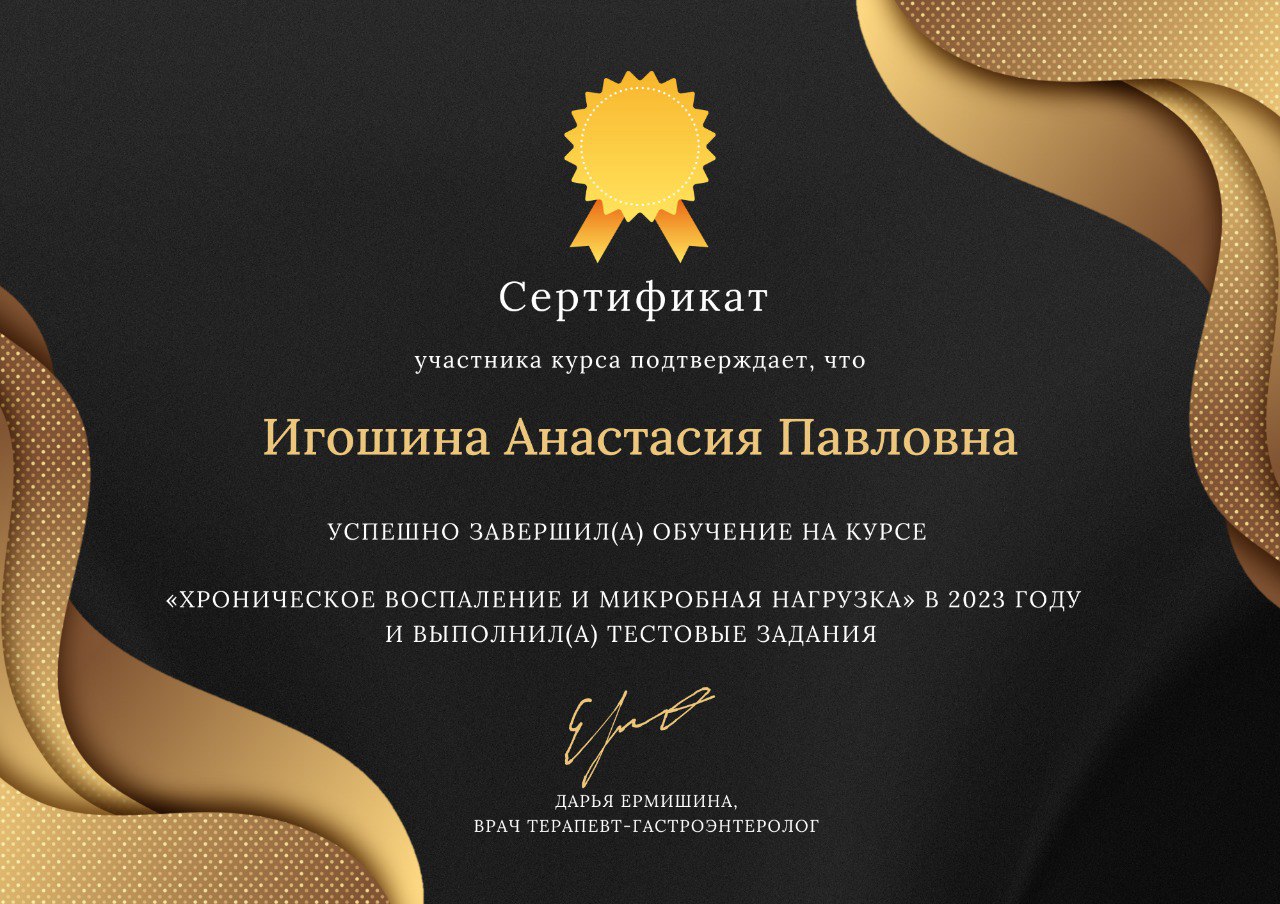 Сертификат
участника курса подтверждает, что
Игошина Анастасия Павловна
УСПЕШНО ЗАВЕРШИЛ(А) ОБУЧЕНИЕ НА КУРСЕ
«ХРОНИЧЕСКОЕ ВОСПАЛЕНИЕ И МИКРОБНАЯ НАГРУЗКА» В 2023 ГОДУ
И ВЫПОЛНИЛ(А) ТЕСТОВЫЕ ЗАДАНИЯ
ДАРЬЯ ЕРМИШИНА,
ВРАЧ ТЕРАПЕВТ-ГАСТРОЭНТЕРОЛОГ